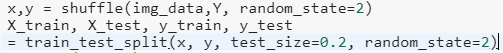 x,y = shuffle(img_data,Y, random_state=2)
X_train, X_test, y_train, y_test
= train_test_split(x, y, test_size=0.2, random_state=2)